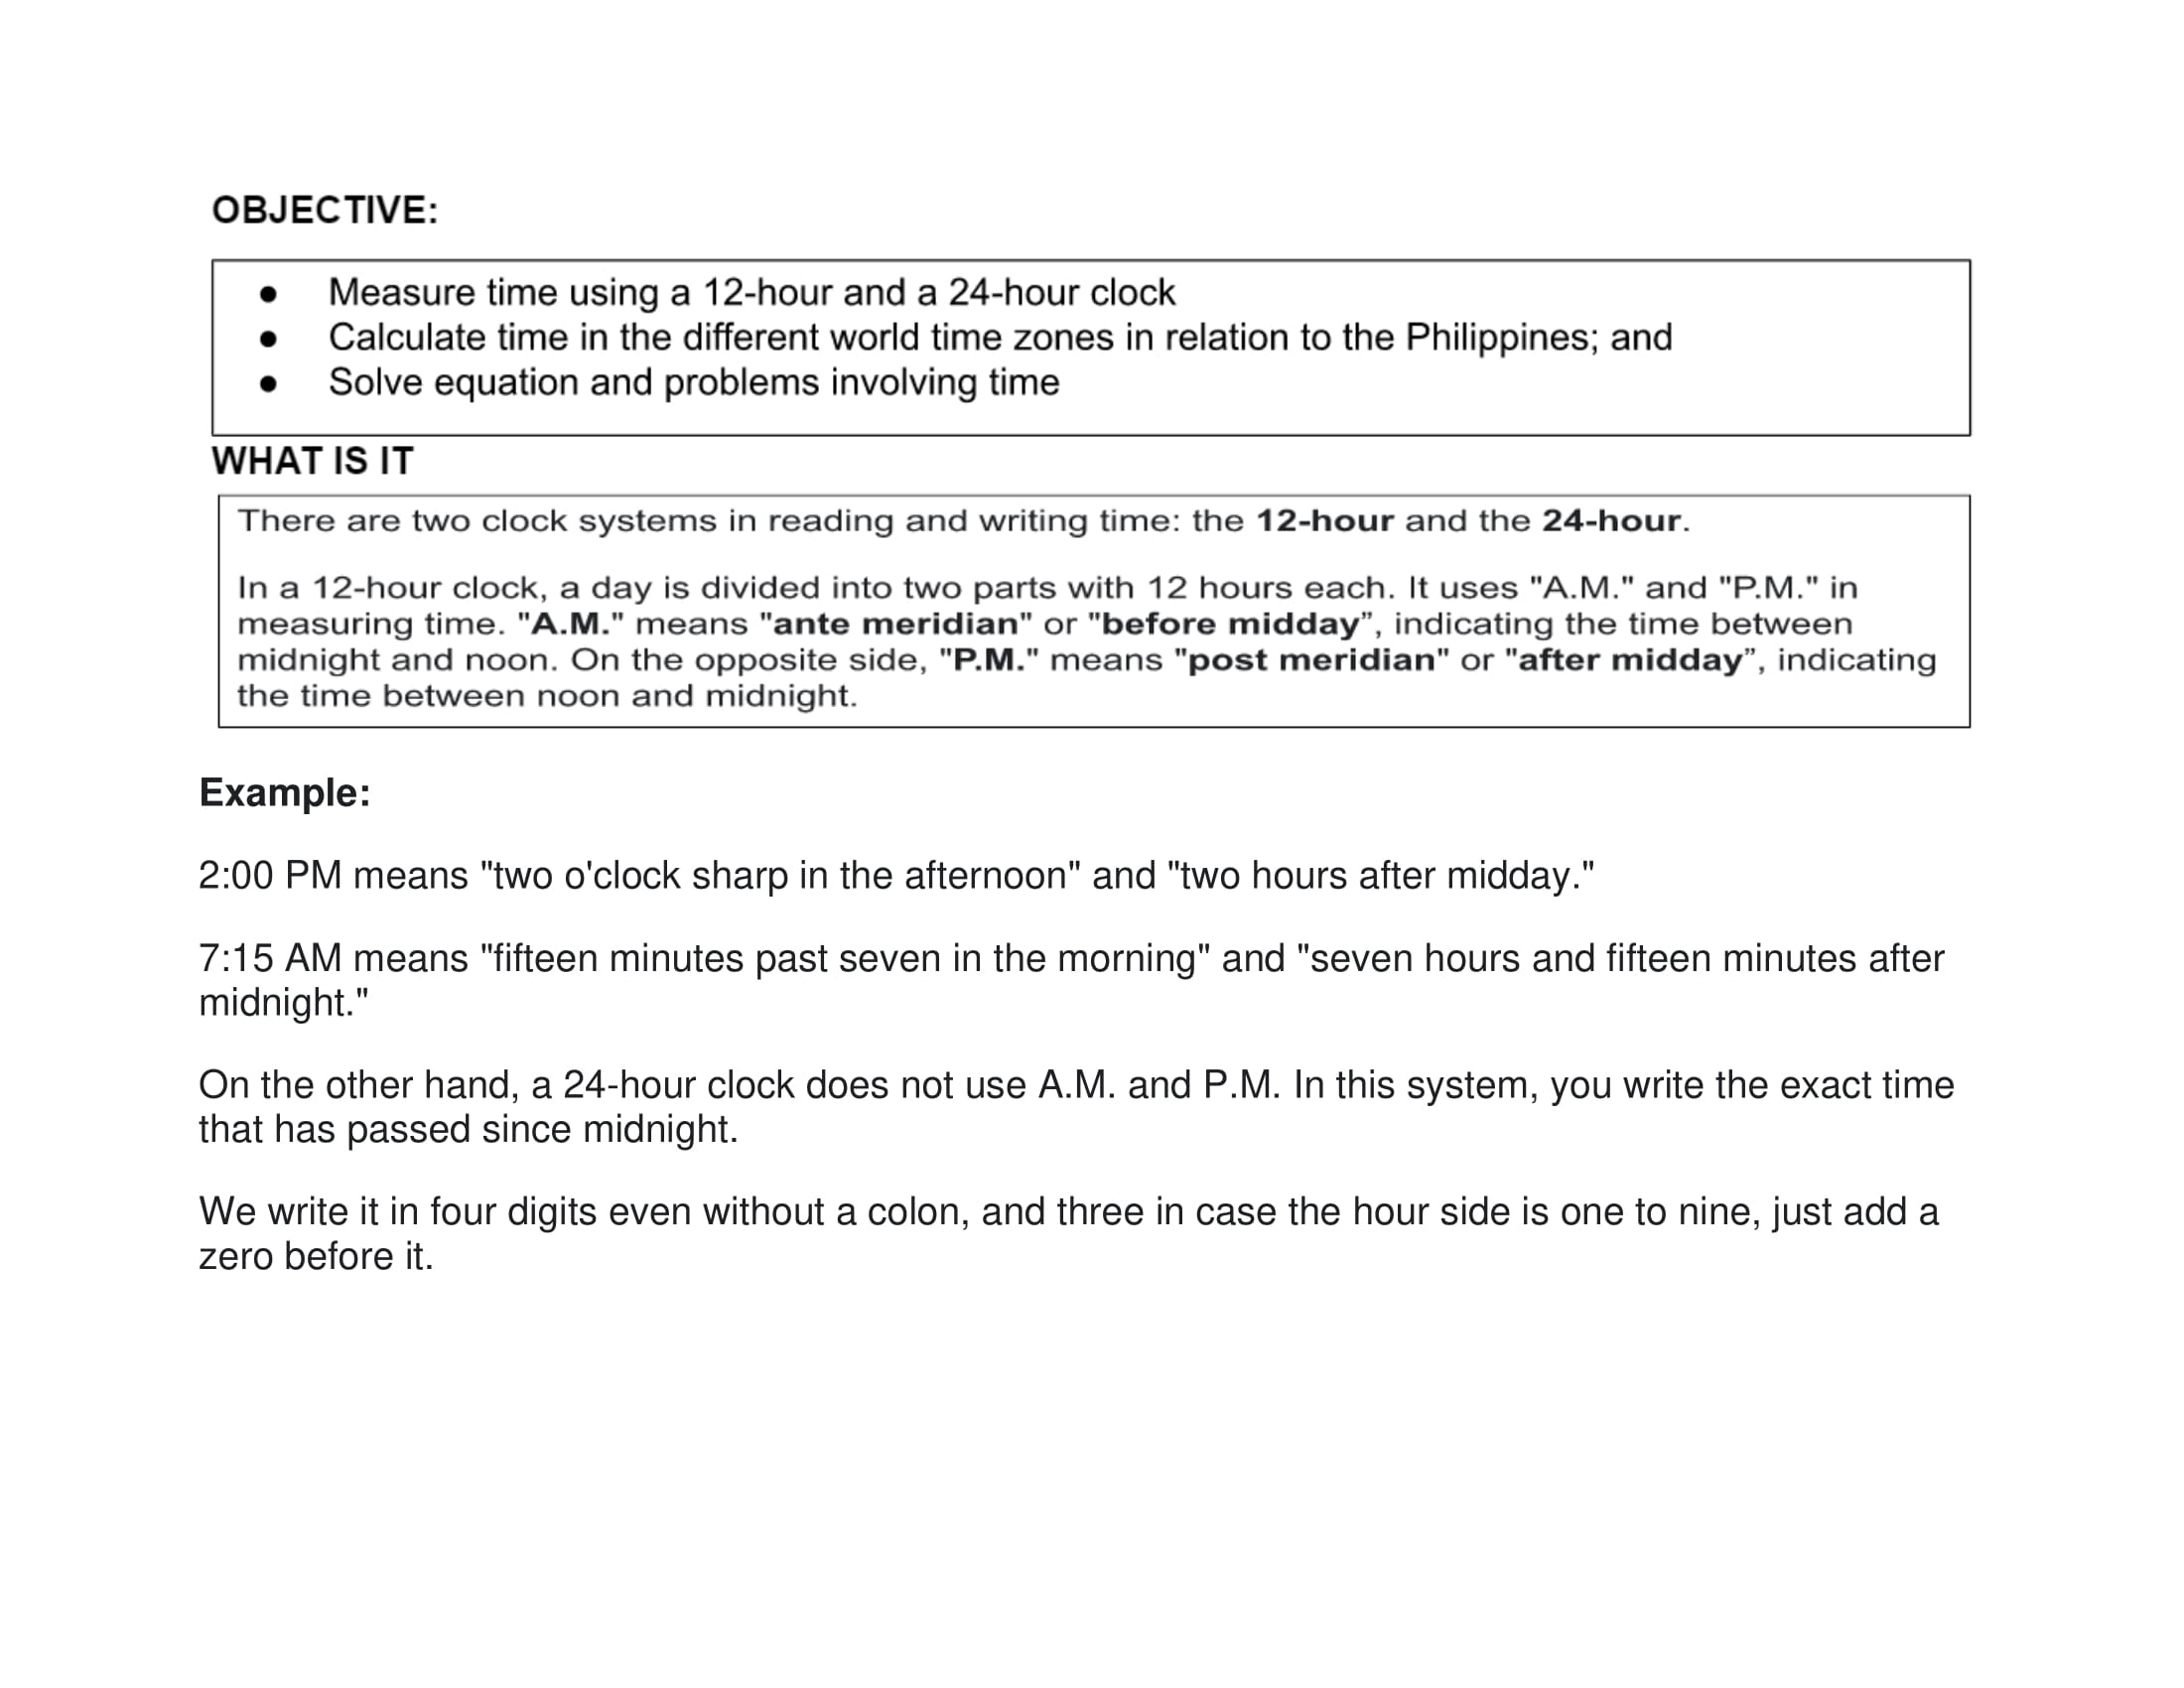 OBJECTIVE:
● Measure time using a 12-hour and a 24-hour clock
● Calculate time in the different world time zones in relation to the Philippines; and
● Solve equation and problems involving time
WHAT IS IT
There are two clock systems in reading and writing time: the 12-hour and the 24-hour.
In a 12-hour clock, a day is divided into two parts with 12 hours each. It uses "A.M." and "P.M." in
measuring time. "A.M." means "ante meridian" or "before midday”, indicating the time between
midnight and noon. On the opposite side, "P.M." means "post meridian" or "after midday”, indicating
the time between noon and midnight.
Example:
2:00 PM means "two o'clock sharp in the afternoon" and "two hours after midday."
7:15 AM means "fifteen minutes past seven in the morning" and "seven hours and fifteen minutes after
midnight."
On the other hand, a 24-hour clock does not use A.M. and P.M. In this system, you write the exact time
that has passed since midnight.
We write it in four digits even without a colon, and three in case the hour side is one to nine, just add a
zero before it.